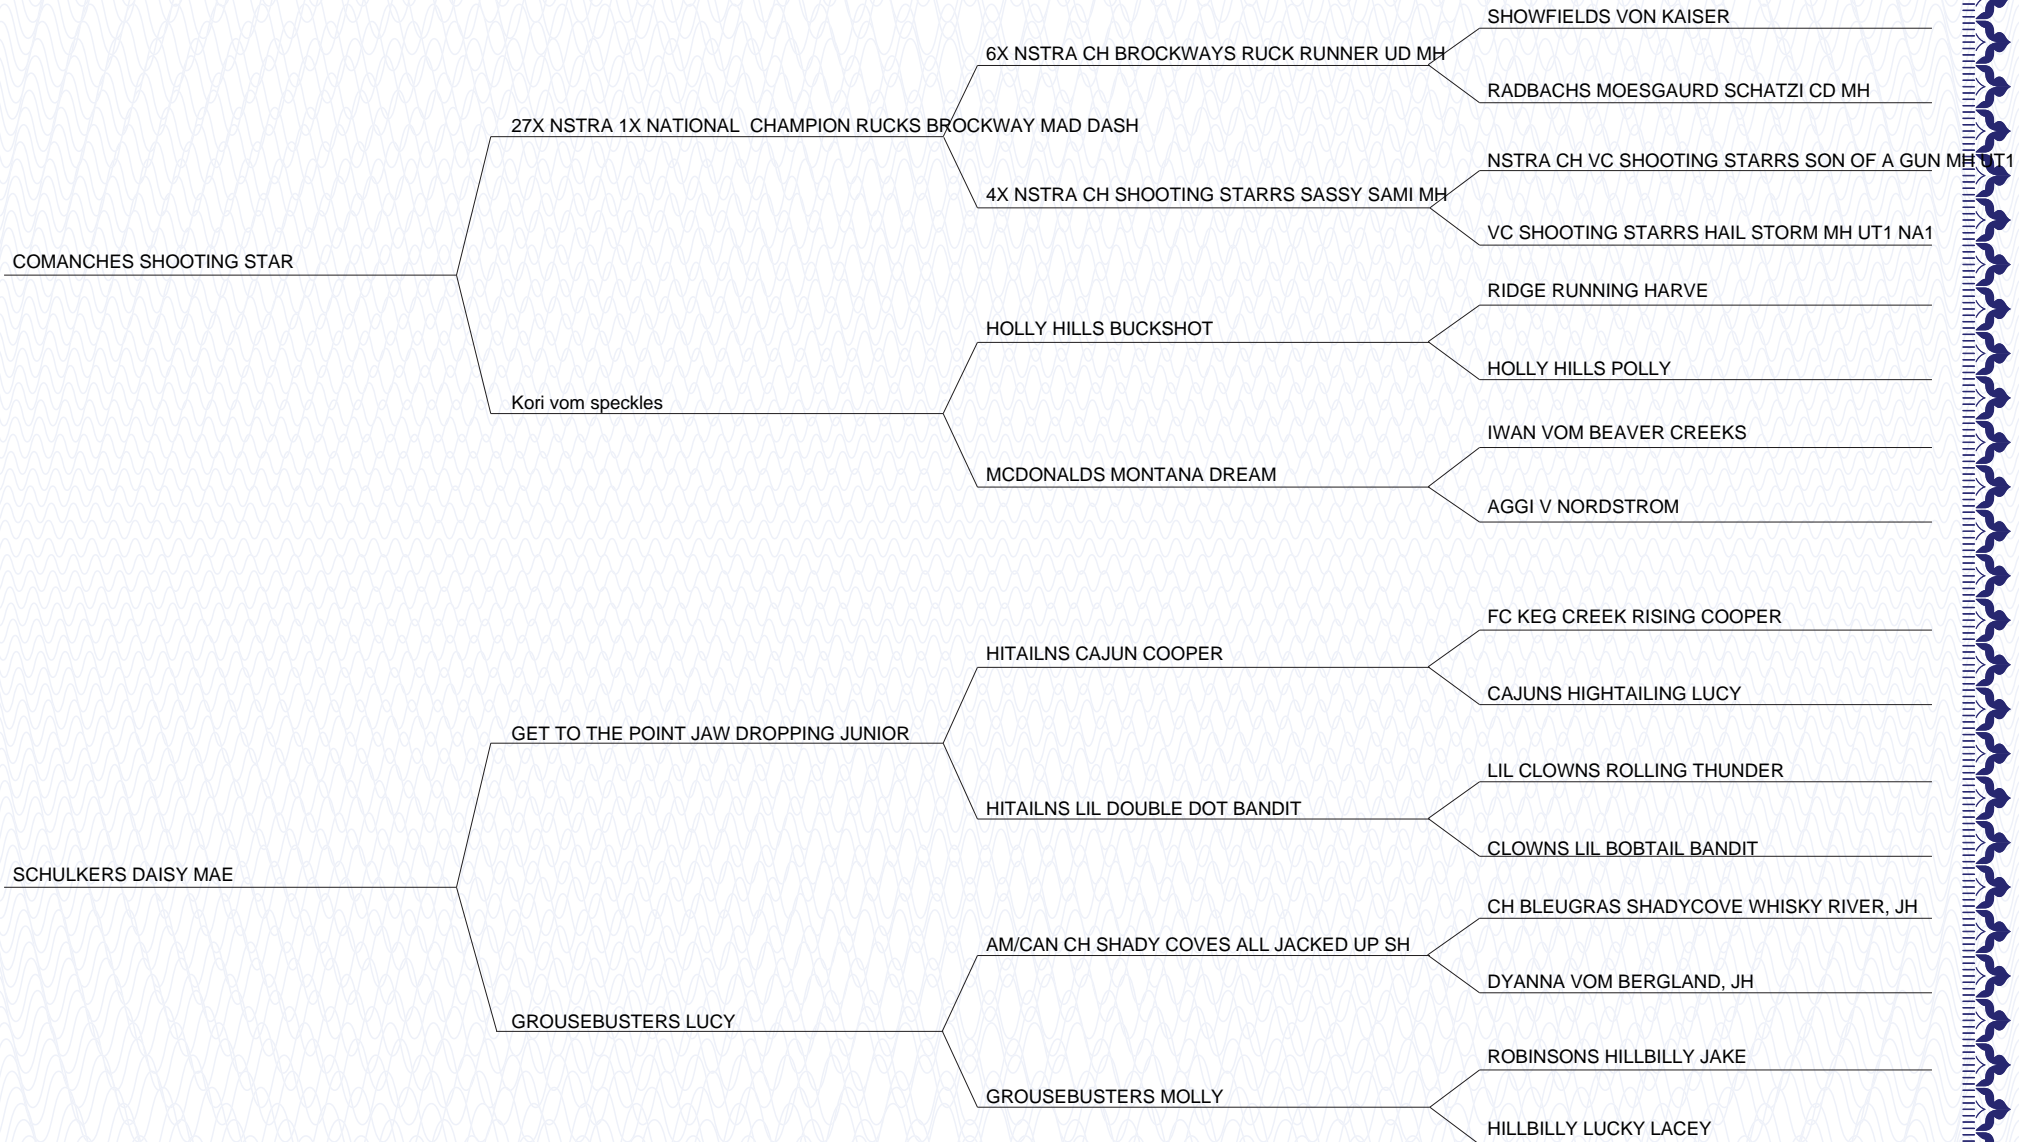 SHOWFIELDS VON KAISER
6X NSTRA CH BROCKWAYS RUCK RUNNER UD MH
RADBACHS MOESGAURD SCHATZI CD MH
27X NSTRA 1X NATIONAL  CHAMPION RUCKS BROCKWAY MAD DASH
NSTRA CH VC SHOOTING STARRS SON OF A GUN MH UT1
4X NSTRA CH SHOOTING STARRS SASSY SAMI MH
VC SHOOTING STARRS HAIL STORM MH UT1 NA1
COMANCHES SHOOTING STAR
RIDGE RUNNING HARVE
HOLLY HILLS BUCKSHOT
HOLLY HILLS POLLY
Kori vom speckles
IWAN VOM BEAVER CREEKS
MCDONALDS MONTANA DREAM
AGGI V NORDSTROM
FC KEG CREEK RISING COOPER
HITAILNS CAJUN COOPER
CAJUNS HIGHTAILING LUCY
GET TO THE POINT JAW DROPPING JUNIOR
LIL CLOWNS ROLLING THUNDER
HITAILNS LIL DOUBLE DOT BANDIT
CLOWNS LIL BOBTAIL BANDIT
SCHULKERS DAISY MAE
CH BLEUGRAS SHADYCOVE WHISKY RIVER, JH
AM/CAN CH SHADY COVES ALL JACKED UP SH
DYANNA VOM BERGLAND, JH
GROUSEBUSTERS LUCY
ROBINSONS HILLBILLY JAKE
GROUSEBUSTERS MOLLY
HILLBILLY LUCKY LACEY